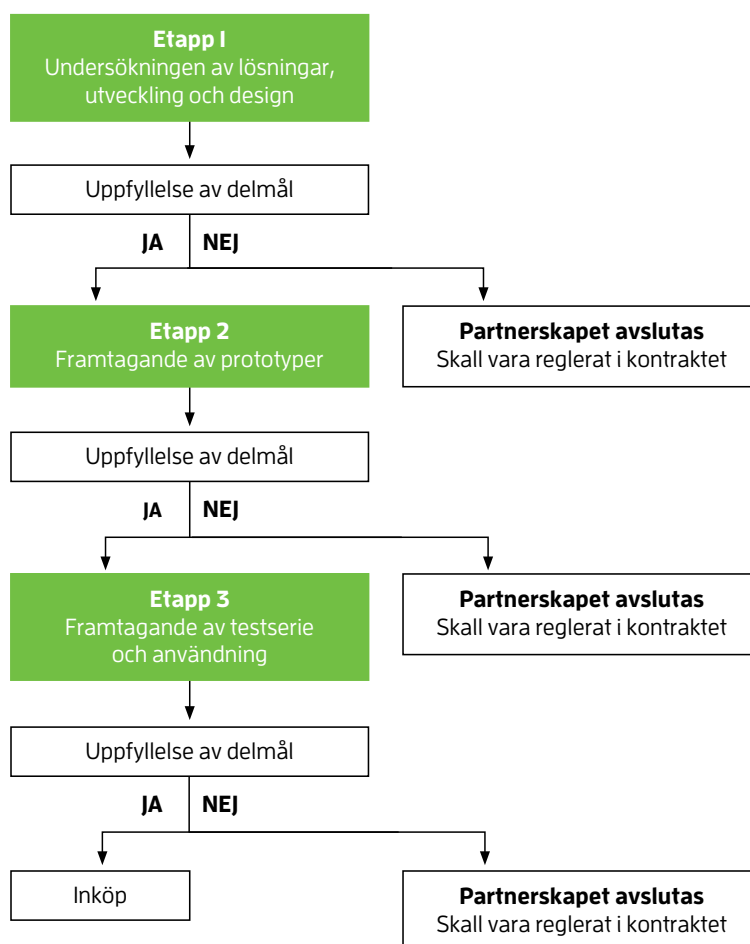 Etapp 1
Undersökningen av lösningar,
utveckling och design
Uppfyllelse av delmål
JA NEJ
Etapp 2
Framtagande av prototyper
Partnerskapet avslutas
Skall vara reglerat i kontraktet
Uppfyllelse av delmål
JA NEJ
Etapp 3
Framtagande av testserie
och användning
Partnerskapet avslutas
Skall vara reglerat i kontraktet
Uppfyllelse av delmål
JA NEJ
Inköp
Partnerskapet avslutas
Skall vara reglerat i kontraktet